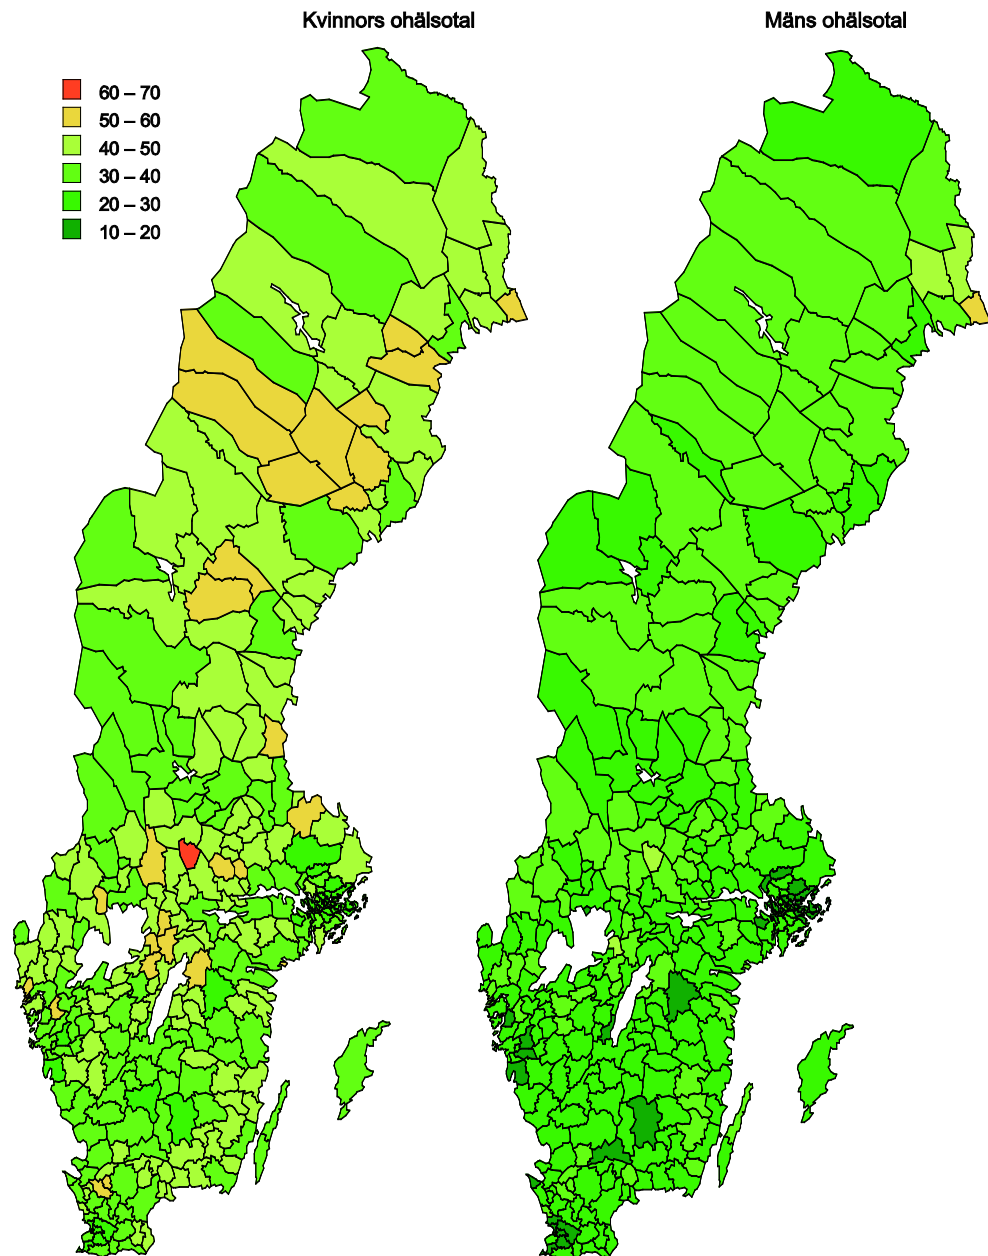 Kvinnors ohälsotal
Mäns ohälsotal
60 – 70
50 – 60
40 – 50
30 – 40
20 – 30
10 – 20